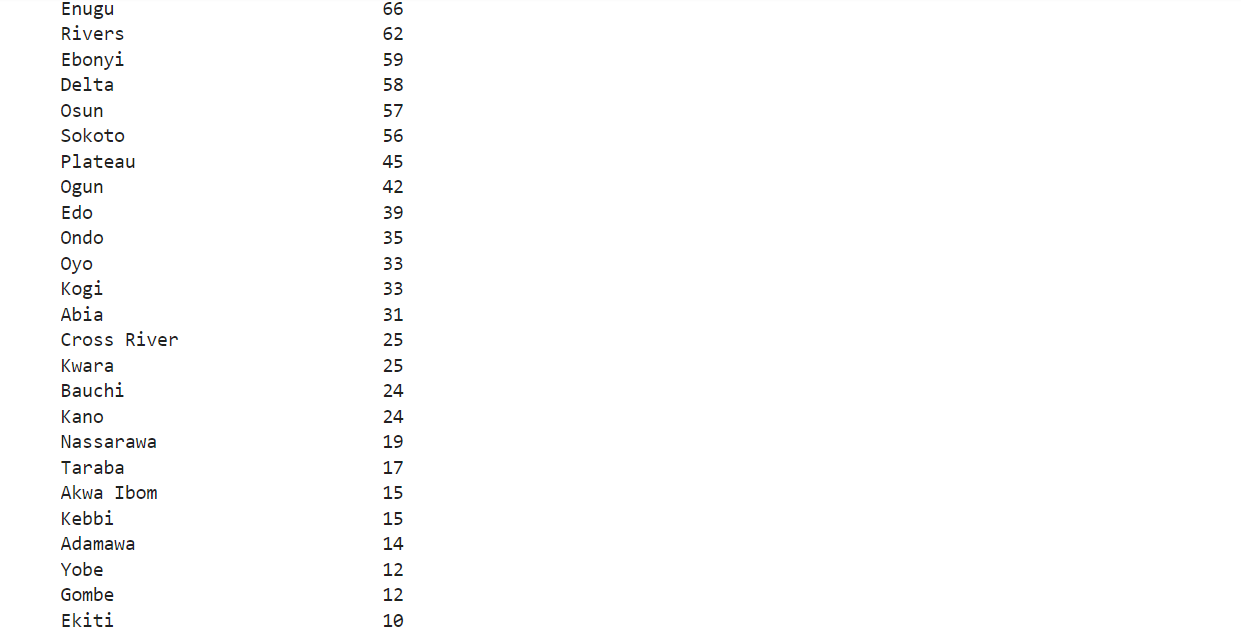 Enugu 66
Rivers 62
Ebonyi 59
Delta 58
Osun 57
Sokoto 56
Plateau 45
Ogun 42
Edo 39
Ondo 35
Oyo 33
Kogi 33
Abia 31
Cross River 25
Kwara 25
Bauchi 24
Kano 24
Nassarawa 19
Taraba 17
Akwa Ibom 15
Kebbi 15
Adamawa 14
Yobe 12
Gombe 12
Ekiti 10